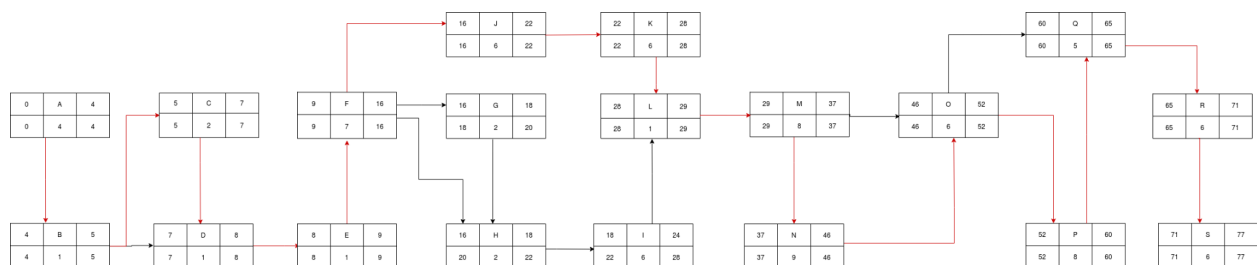 16 J 22
16 6 22
22 K 28
22 6 28
60 Q 65
60 5 65
0 A 4
0 4 4
5 C 7
5 2 7
9 F 16
9 7 16
16 G 18
18 2 20
28 L 29
28 1 29
29 M 37
29 8 37
46 O 52
46 6 52
65 R 71
65 6 71
4 B 5
4 1 5
7 D 8
7 1 8
8 E 9
8 1 9
16 H 18
20 2 22
18 I 24
22 6 28
37 N 46
37 9 46
52 P 60
52 8 60
71 S 77
71 6 77